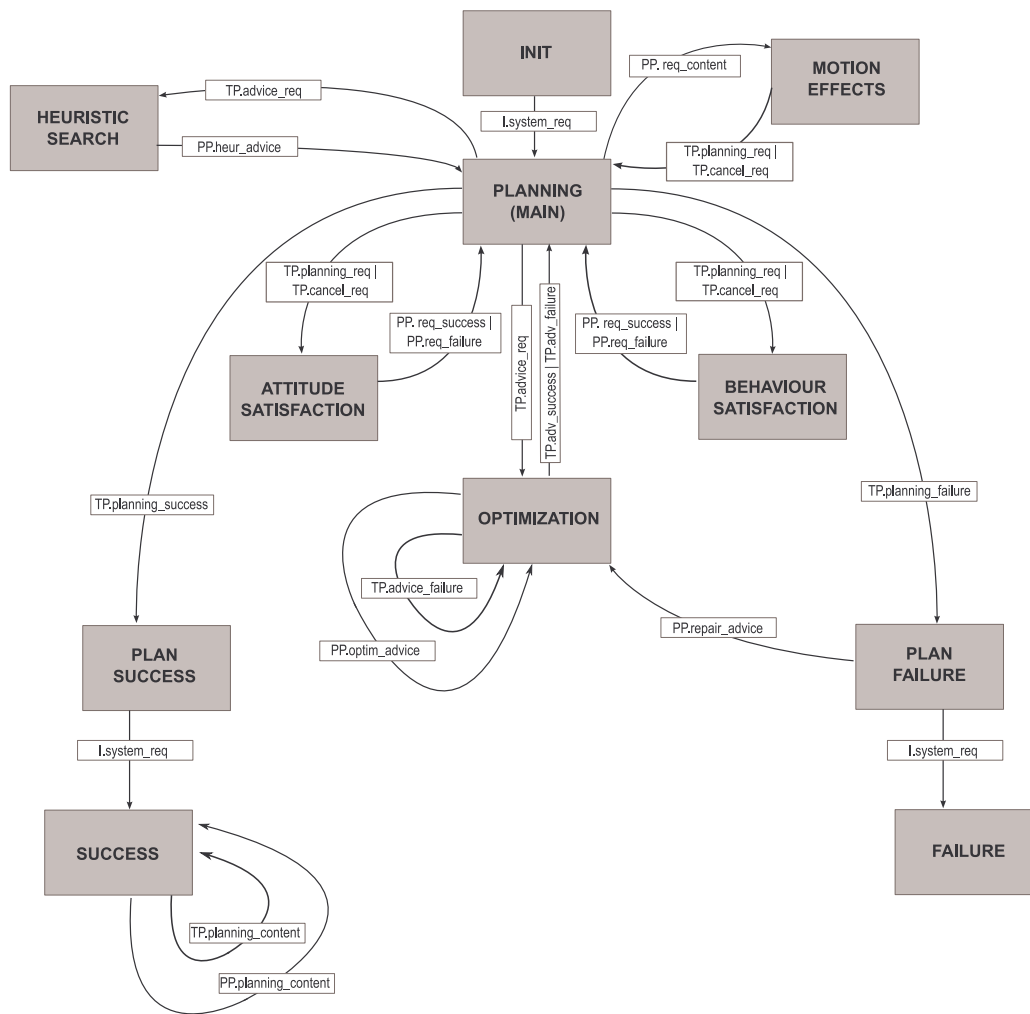 INIT
PP. req_content
MOTION
EFFECTS
TP.advice_req
HEURISTIC
SEARCH
I.system_req
PP.heur_advice
TP.planning_req |
TP.cancel_req
PLANNING
(MAIN)
TP.planning_req |
TP.cancel_req
TP.planning_req |
TP.cancel_req
PP. req_success |
PP.req_failure
TP.advice_req
TP.adv_success | TP.adv_failure
PP. req_success |
PP.req_failure
ATTITUDE
SATISFACTION
BEHAVIOUR
SATISFACTION
TP.planning_success
OPTIMIZATION
TP.planning_failure
TP.advice_failure
PP.optim_advice
PP.repair_advice
PLAN
SUCCESS
PLAN
FAILURE
I.system_req
I.system_req
SUCCESS
FAILURE
TP.planning_content
PP.planning_content